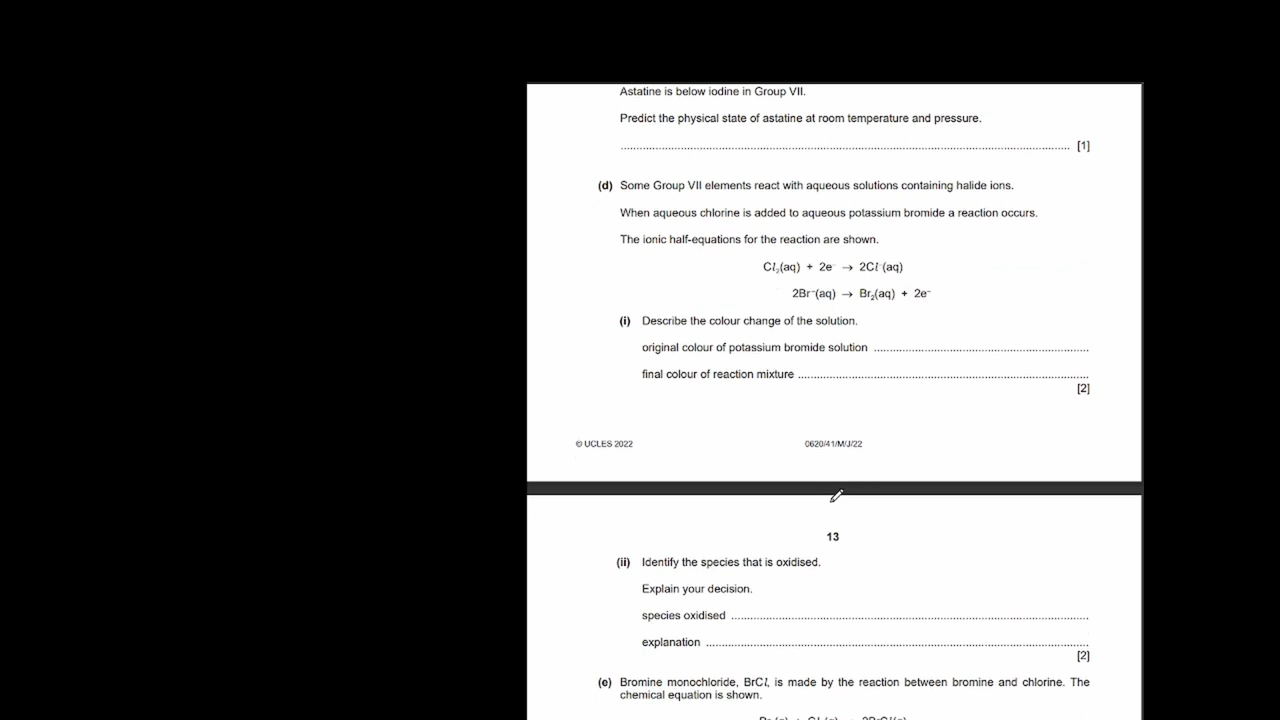 Astatine is below iodine in Group VII.
Predict the physical state of astatine at room temperature and pressure.
.............................................................................................................................................. [1]
(d) Some Group VII elements react with aqueous solutions containing halide ions.
When aqueous chlorine is added to aqueous potassium bromide a reaction occurs.
The ionic half-equations for the reaction are shown.
Cl₂(aq) + 2e⁻ → 2Cl⁻(aq)
2Br⁻(aq) → Br₂(aq) + 2e⁻
(i) Describe the colour change of the solution.
original colour of potassium bromide solution ....................................................................
final colour of reaction mixture ............................................................................................
[2]
© UCLES 2022 0620/41/M/J/22
13
(ii) Identify the species that is oxidised.
Explain your decision.
species oxidised .................................................................................................................
explanation .........................................................................................................................
[2]
(e) Bromine monochloride, BrCl, is made by the reaction between bromine and chlorine. The
chemical equation is shown.